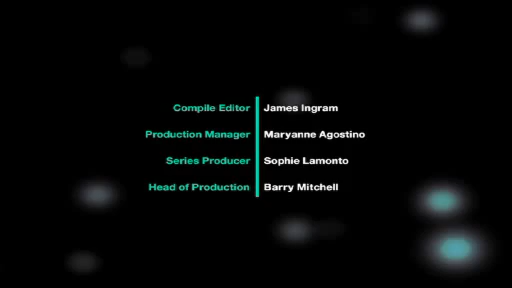 Compile Editor James Ingram
Production Manager Maryanne Agostino
Series Producer Sophie Lamonto
Head of Production Barry Mitchell